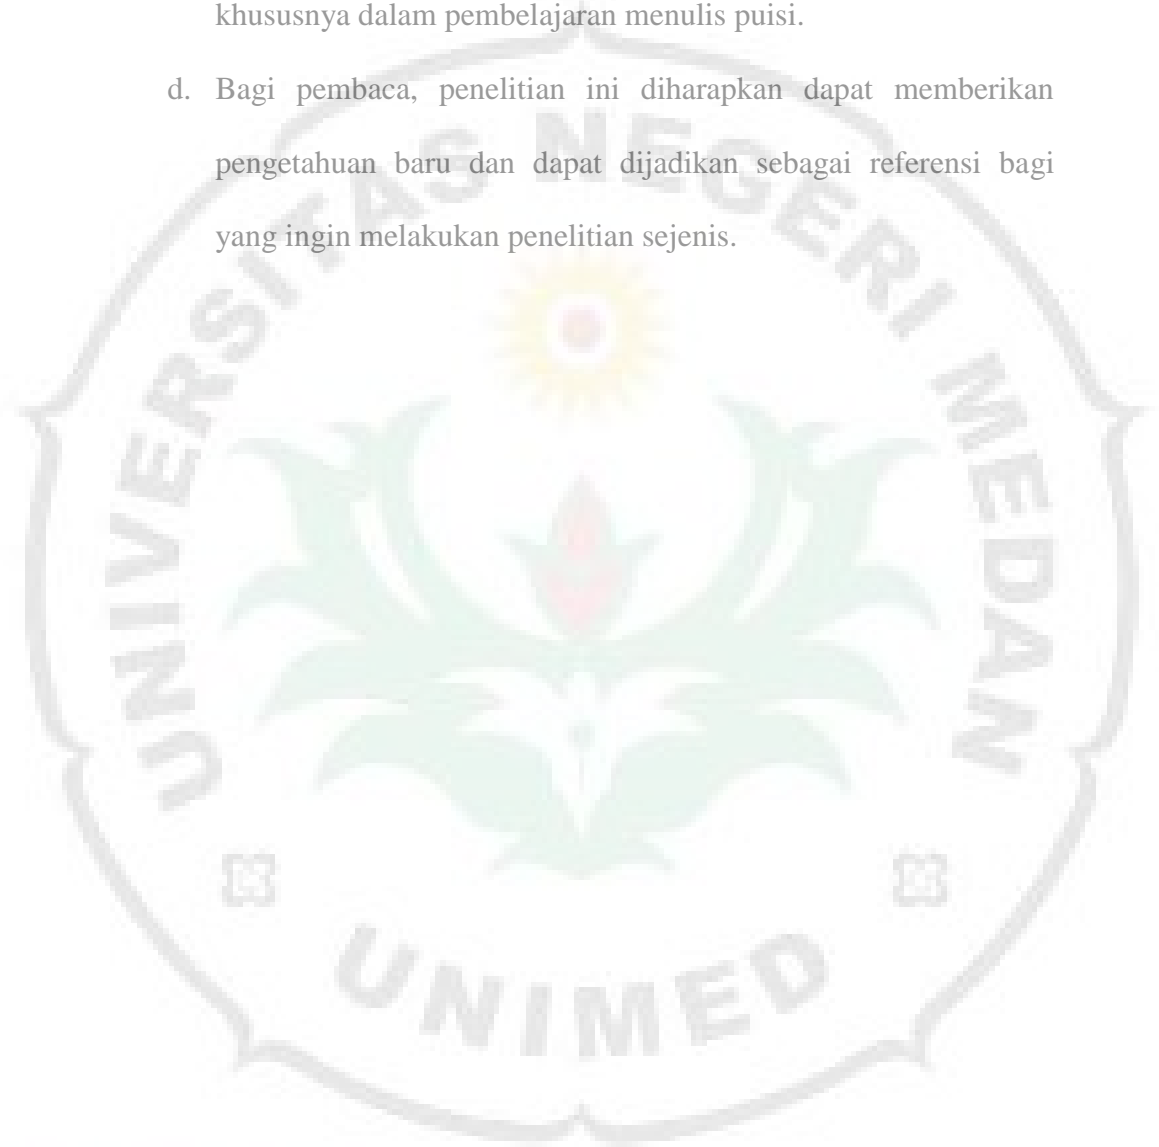 khususnya dalam pembelajaran menulis puisi.
d. Bagi pembaca, penelitian ini diharapkan dapat memberikan
pengetahuan baru dan dapat dijadikan sebagai referensi bagi
yang ingin melakukan penelitian sejenis.
UNIVERSITAS NEGERI MEDAN
UNIMED